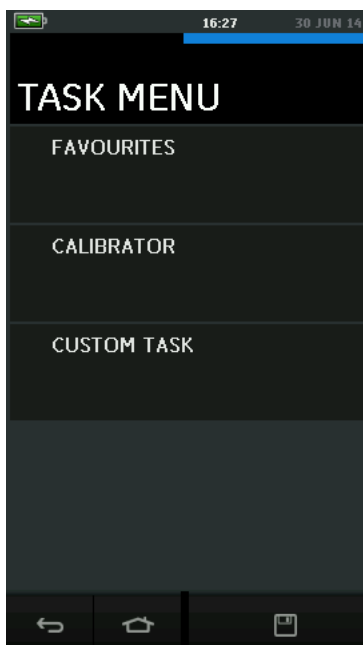 16:27 30 JUN 14
TASK MENU
FAVOURITES
CALIBRATOR
CUSTOM TASK